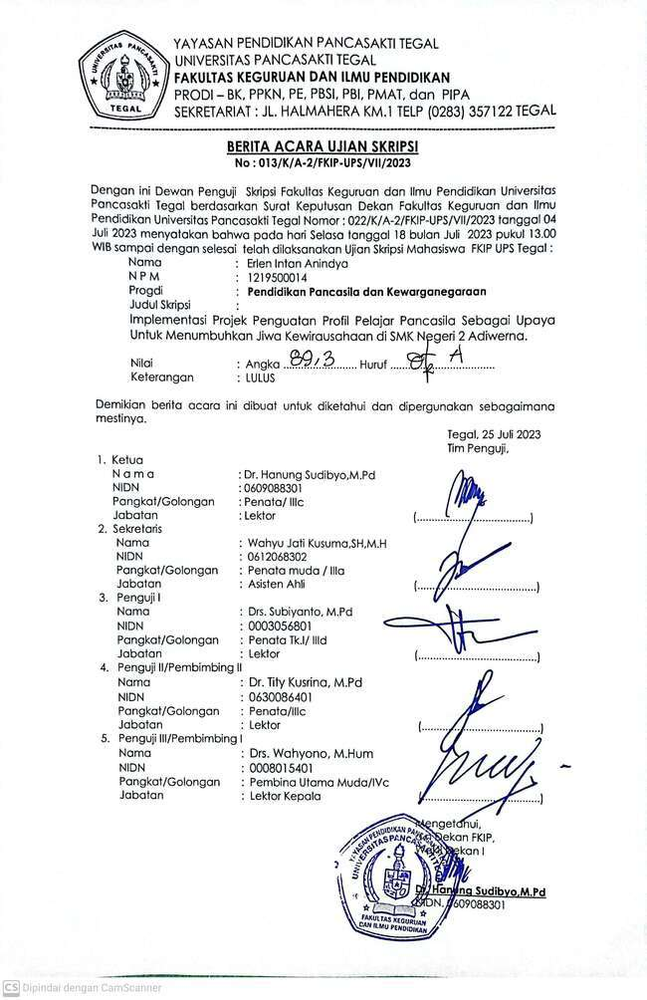 UNIVERSITAS PANCASAKTI
TEGAL
YAYASAN PENDIDIKAN PANCASAKTI TEGAL
UNIVERSITAS PANCASAKTI TEGAL
FAKULTAS KEGURUAN DAN ILMU PENDIDIKAN
PRODI – BK, PPKN, PE, PBSI, PBI, PMAT, dan PIPA
SEKRETARIAT : JL. HALMAHERA KM.1 TELP (0283) 357122 TEGAL
BERITA ACARA UJIAN SKRIPSI
No : 013/K/A-2/FKIP-UPS/VII/2023
Dengan ini Dewan Penguji Skripsi Fakultas Keguruan dan Ilmu Pendidikan Universitas
Pancasakti Tegal berdasarkan Surat Keputusan Dekan Fakultas Keguruan dan Ilmu
Pendidikan Universitas Pancasakti Tegal Nomor : 022/K/A-2/FKIP-UPS/VII/2023 tanggal 04
Juli 2023 menyatakan bahwa pada hari Selasa tanggal 18 bulan Juli 2023 pukul 13.00
WIB sampai dengan selesai telah dilaksanakan Ujian Skripsi Mahasiswa FKIP UPS Tegal :
Nama : Erlen Intan Anindya
N P M : 1219500014
Progdi : Pendidikan Pancasila dan Kewarganegaraan
Judul Skripsi :
Implementasi Projek Penguatan Profil Pelajar Pancasila Sebagai Upaya
Untuk Menumbuhkan Jiwa Kewirausahaan di SMK Negeri 2 Adiwerna.
Nilai : Angka 89,3 Huruf A
Keterangan : LULUS
Demikian berita acara ini dibuat untuk diketahui dan dipergunakan sebagaimana
mestinya.
Tegal, 25 Juli 2023
Tim Penguji,
1. Ketua
N a m a : Dr. Hanung Sudibyo,M.Pd
NIDN : 0609088301
Pangkat/Golongan : Penata/ IIIc
Jabatan : Lektor (..............................)
2. Sekretaris
Nama : Wahyu Jati Kusuma,SH,M.H
NIDN : 0612068302
Pangkat/Golongan : Penata muda / IIIa
Jabatan : Asisten Ahli (..............................)
3. Penguji I
Nama : Drs. Subiyanto, M.Pd
NIDN : 0003056801
Pangkat/Golongan : Penata Tk.I/ IIId
Jabatan : Lektor (..............................)
4. Penguji II/Pembimbing II
Nama : Dr. Tity Kusrina, M.Pd
NIDN : 0630086401
Pangkat/Golongan : Penata/IIIc
Jabatan : Lektor (..............................)
5. Penguji III/Pembimbing I
Nama : Drs. Wahyono, M.Hum
NIDN : 0008015401
Pangkat/Golongan : Pembina Utama Muda/IVc
Jabatan : Lektor Kepala (..............................)
Mengetahui,
Dekan FKIP,
Dekan I
Dr. Hanung Sudibyo,M.Pd
NIDN. 0609088301
YAYASAN PENDIDIKAN PANCASAKTI
UNIVERSITAS PANCASAKTI TEGAL
FAKULTAS KEGURUAN
DAN ILMU PENDIDIKAN
CS Dipindai dengan CamScanner